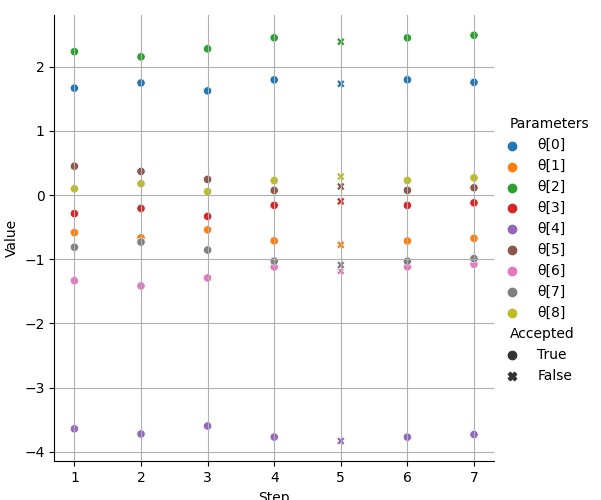 2
1
0
−1
−2
−3
−4
Value
1 2 3 4 5 6 7
Step
Parameters
θ[0]
θ[1]
θ[2]
θ[3]
θ[4]
θ[5]
θ[6]
θ[7]
θ[8]
Accepted
True
False